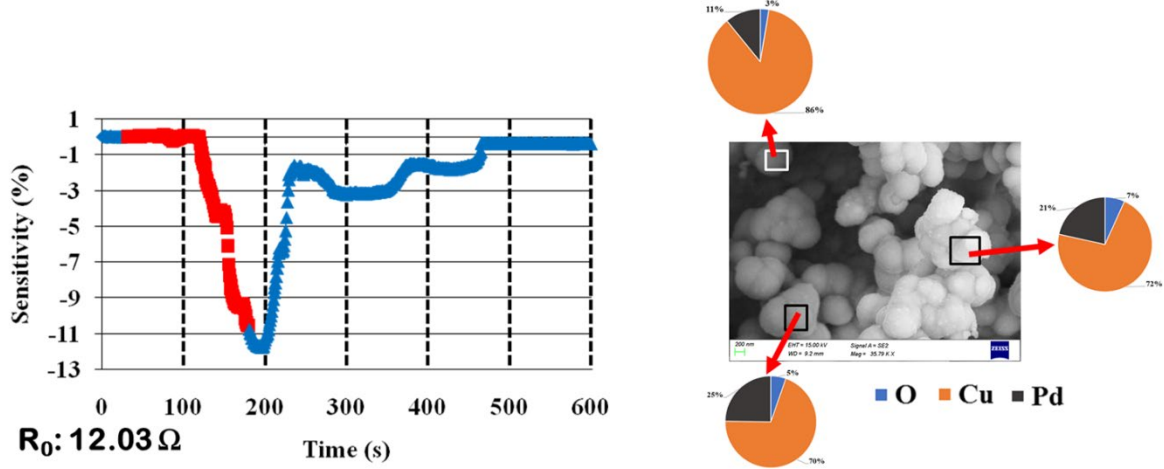 Sensitivity (%)
1
-1
-3
-5
-7
-9
-11
-13
0 100 200 300 400 500 600
Time (s)
R₀: 12.03 Ω
11%
3%
86%
7%
21%
72%
200 nm
EHT = 15.00 kV
Signal A = SE2
WD = 9.2 mm
Mag = 35.79 K X
ZEISS
5%
25%
70%
O Cu Pd